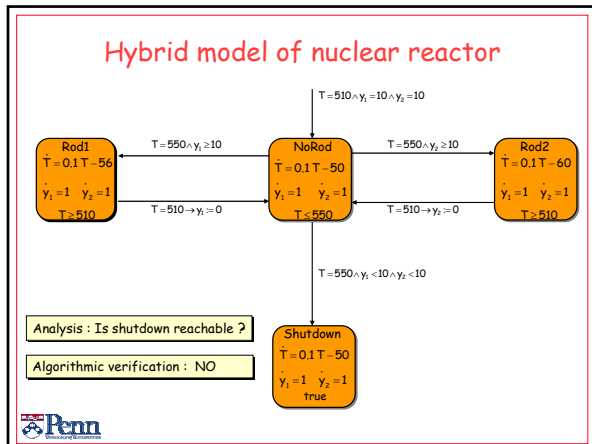 Hybrid model of nuclear reactor
T = 510 ∧ y₁ = 10 ∧ y₂ = 10
Rod1
Ṫ = 0.1 T − 56
ẏ₁ = 1 ẏ₂ = 1
T ≥ 510
T = 550 ∧ y₁ ≥ 10
T = 510 → y₁ := 0
NoRod
Ṫ = 0.1 T − 50
ẏ₁ = 1 ẏ₂ = 1
T ≤ 550
T = 550 ∧ y₂ ≥ 10
T = 510 → y₂ := 0
Rod2
Ṫ = 0.1 T − 60
ẏ₁ = 1 ẏ₂ = 1
T ≥ 510
T = 550 ∧ y₁ < 10 ∧ y₂ < 10
Analysis : Is shutdown reachable ?
Algorithmic verification : NO
Shutdown
Ṫ = 0.1 T − 50
ẏ₁ = 1 ẏ₂ = 1
true
Penn